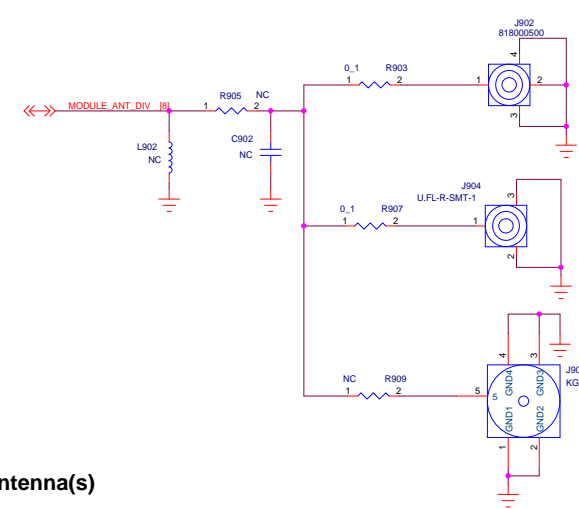 J902
818000500
4
0_1 R903
1 2 1 2
3
MODULE_ANT_DIV [8]
R905 NC
1 2
L902
NC
C902
NC
J904
U.FL-R-SMT-1
3
0_1 R907
1 2 1
2
4 3
GND4 GND3
NC R909
1 2 5 5
GND1 GND2
1 2
KG
ntenna(s)